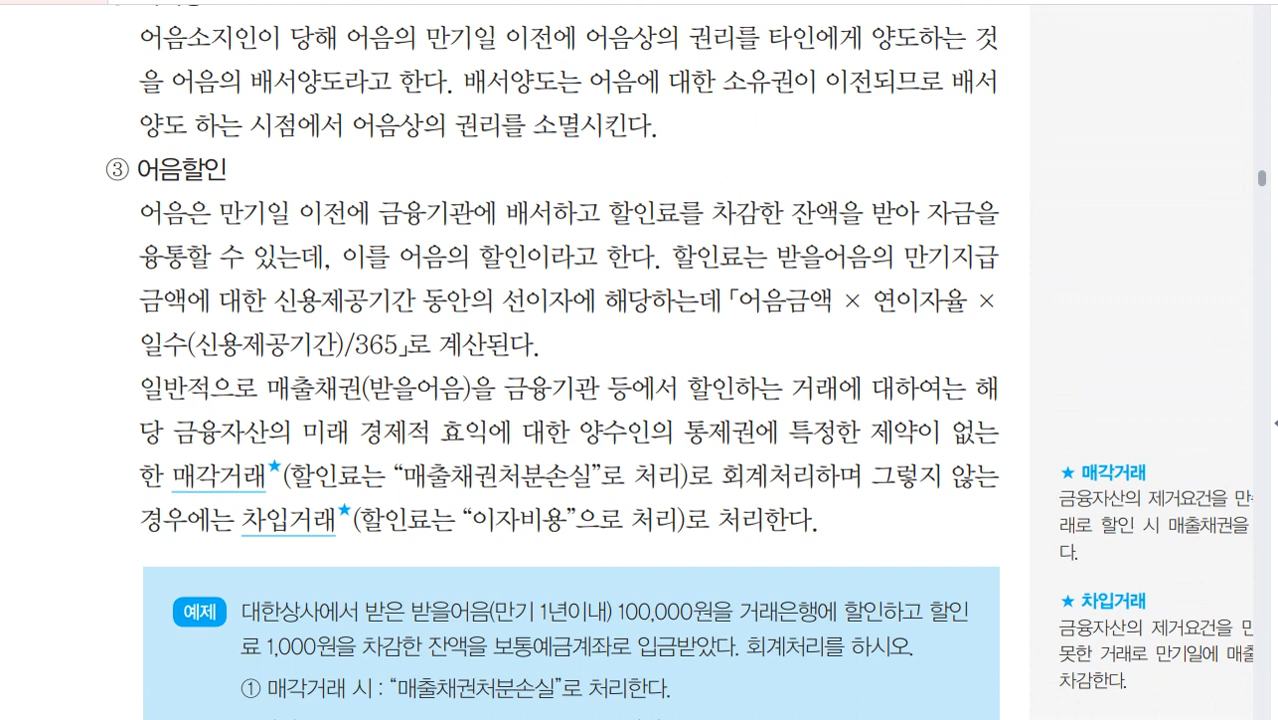 어음소지인이 당해 어음의 만기일 이전에 어음상의 권리를 타인에게 양도하는 것
을 어음의 배서양도라고 한다. 배서양도는 어음에 대한 소유권이 이전되므로 배서
양도 하는 시점에서 어음상의 권리를 소멸시킨다.
③ 어음할인
어음은 만기일 이전에 금융기관에 배서하고 할인료를 차감한 잔액을 받아 자금을
융통할 수 있는데, 이를 어음의 할인이라고 한다. 할인료는 받을어음의 만기지급
금액에 대한 신용제공기간 동안의 선이자에 해당하는데 「어음금액 × 연이자율 ×
일수(신용제공기간)/365」로 계산된다.
일반적으로 매출채권(받을어음)을 금융기관 등에서 할인하는 거래에 대하여는 해
당 금융자산의 미래 경제적 효익에 대한 양수인의 통제권에 특정한 제약이 없는
한 매각거래★(할인료는 “매출채권처분손실”로 처리)로 회계처리하며 그렇지 않는
경우에는 차입거래★(할인료는 “이자비용”으로 처리)로 처리한다.
예제 대한상사에서 받은 받을어음(만기 1년이내) 100,000원을 거래은행에 할인하고 할인
료 1,000원을 차감한 잔액을 보통예금계좌로 입금받았다. 회계처리를 하시오.
① 매각거래 시 : “매출채권처분손실”로 처리한다.
★ 매각거래
금융자산의 제거요건을 만
래로 할인 시 매출채권을
다.
★ 차입거래
금융자산의 제거요건을 만
못한 거래로 만기일에 매출
차감한다.